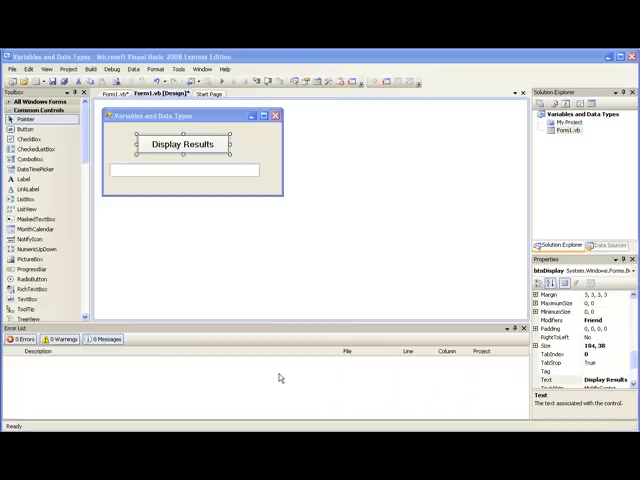 Variables and Data Types - Microsoft Visual Basic 2008 Express Edition
File Edit View Project Build Debug Data Format Tools Window Help
Toolbox
Form1.vb* Form1.vb [Design]* Start Page
Solution Explorer
All Windows Forms
Common Controls
Pointer
Button
CheckBox
CheckedListBox
ComboBox
DateTimePicker
Label
LinkLabel
ListBox
ListView
MaskedTextBox
MonthCalendar
NotifyIcon
NumericUpDown
PictureBox
ProgressBar
RadioButton
RichTextBox
TextBox
ToolTip
TreeView
Variables and Data Types
Display Results
Variables and Data Types
My Project
Form1.vb
Solution Explorer Data Sources
Properties
btnDisplay System.Windows.Forms.B
Margin 3, 3, 3, 3
MaximumSize 0, 0
MinimumSize 0, 0
Modifiers Friend
Padding 0, 0, 0, 0
RightToLeft No
Size 184, 38
TabIndex 0
TabStop True
Tag
Text Display Results
Text
The text associated with the control.
Error List
0 Errors 0 Warnings 0 Messages
Description File Line Column Project
Ready